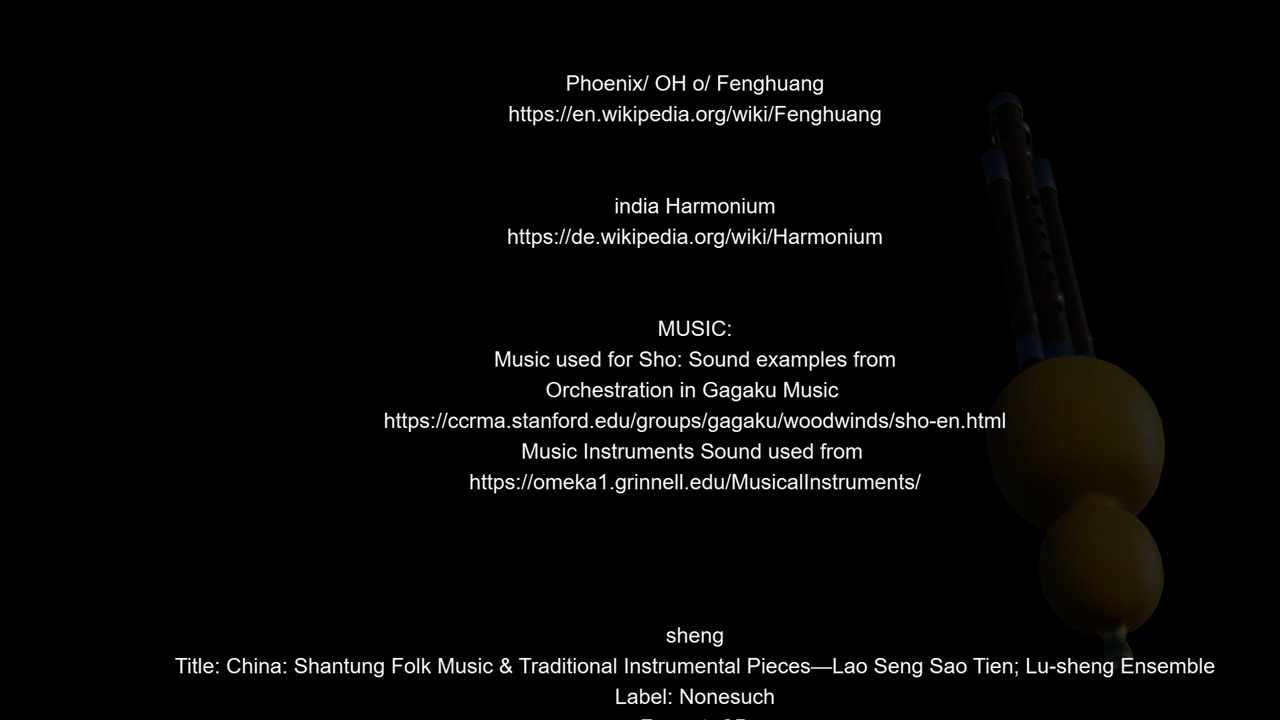 Phoenix/ OH o/ Fenghuang
https://en.wikipedia.org/wiki/Fenghuang
india Harmonium
https://de.wikipedia.org/wiki/Harmonium
MUSIC:
Music used for Sho: Sound examples from
Orchestration in Gagaku Music
https://ccrma.stanford.edu/groups/gagaku/woodwinds/sho-en.html
Music Instruments Sound used from
https://omeka1.grinnell.edu/MusicalInstruments/
sheng
Title: China: Shantung Folk Music & Traditional Instrumental Pieces—Lao Seng Sao Tien; Lu-sheng Ensemble
Label: Nonesuch